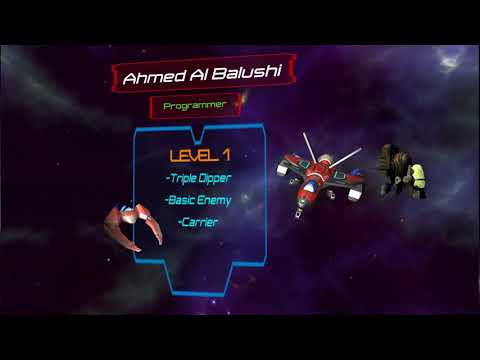 Ahmed Al Balushi
Programmer
LEVEL 1
-Triple Dipper
-Basic Enemy
-Carrier